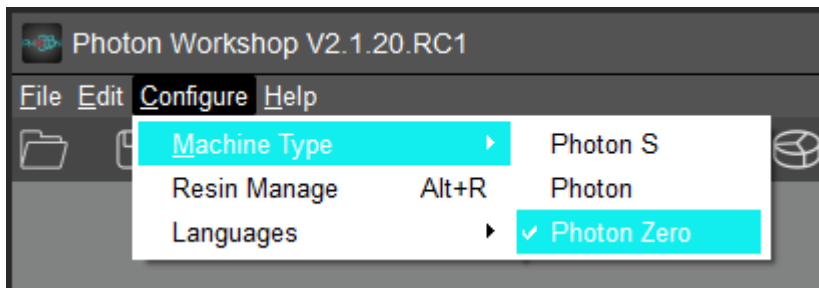 Photon Workshop V2.1.20.RC1
File Edit Configure Help
Machine Type Photon S
Resin Manage Alt+R Photon
Languages Photon Zero